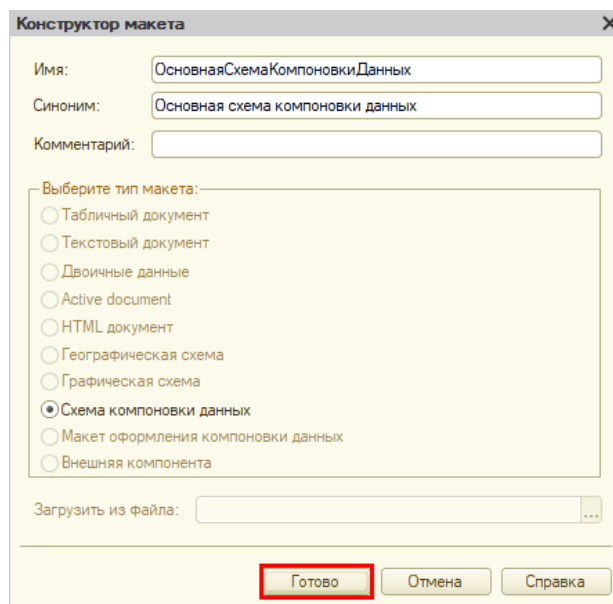 Конструктор макета
Имя: ОсновнаяСхемаКомпоновкиДанных
Синоним: Основная схема компоновки данных
Комментарий:
Выберите тип макета:
Табличный документ
Текстовый документ
Двоичные данные
Active document
HTML документ
Географическая схема
Графическая схема
Схема компоновки данных
Макет оформления компоновки данных
Внешняя компонента
Загрузить из файла: ...
Готово Отмена Справка